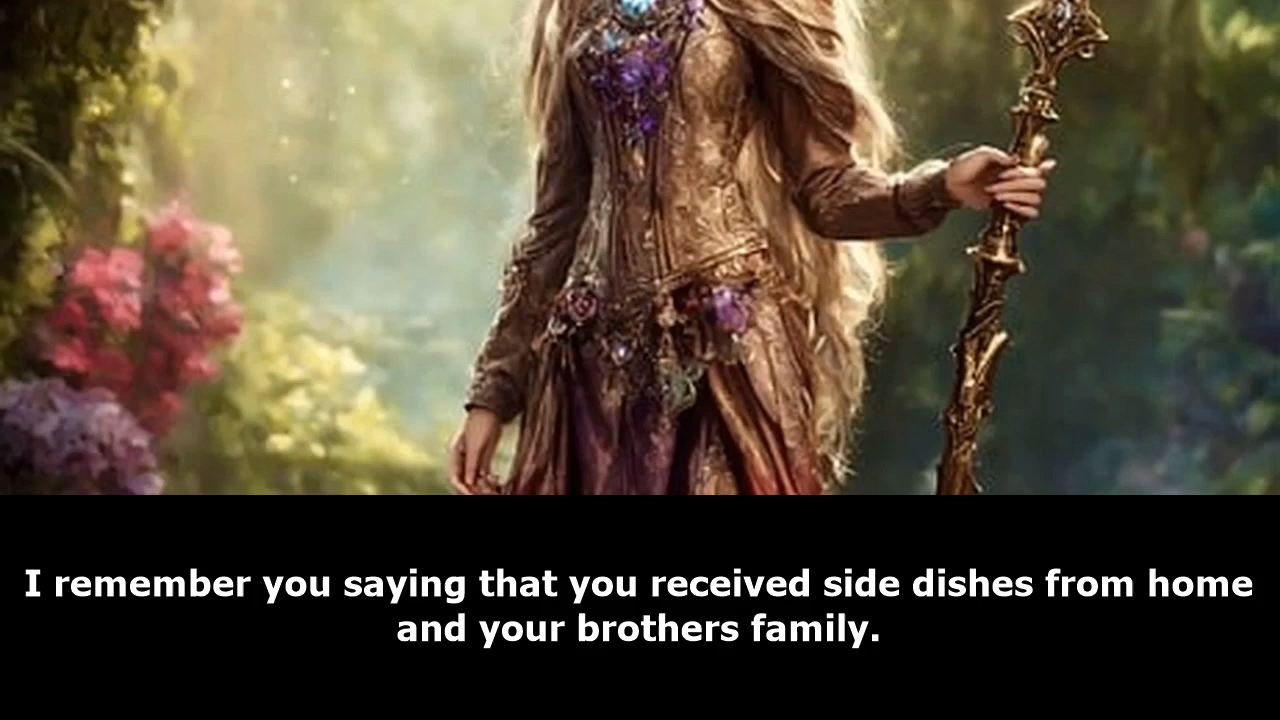 I remember you saying that you received side dishes from home
and your brothers family.